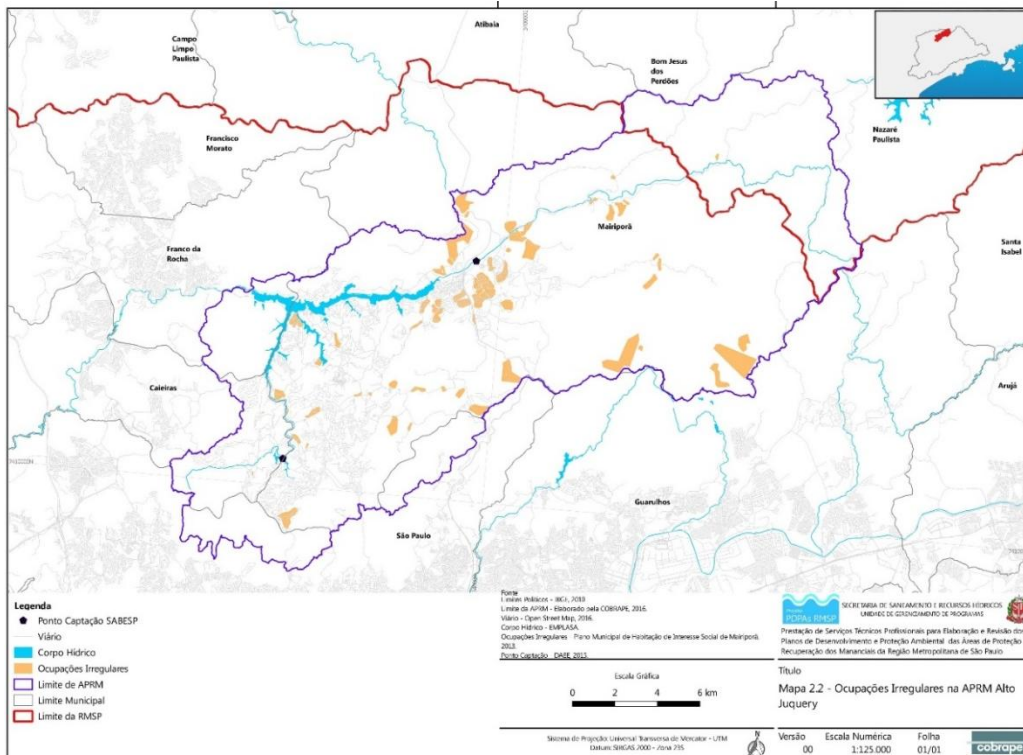 Atibaia
Campo
Limpo
Paulista
Bom Jesus
dos
Perdões
Nazaré
Paulista
Francisco
Morato
Mairiporã
Franco da
Rocha
Santa
Isabel
Caieiras
Arujá
Guarulhos
São Paulo
Legenda
Ponto Captação SABESP
Viário
Corpo Hídrico
Ocupações Irregulares
Limite de APRM
Limite Municipal
Limite da RMSP
Fonte
Limites Políticos - IBGE, 2010
Limite da APRM - Elaborado pela COBRAPE, 2016.
Viário - Open Street Map, 2016.
Corpo Hídrico - EMPLASA.
Ocupações Irregulares - Plano Municipal de Habitação de Interesse Social de Mairiporã,
Ponto Captação - DAEE, 2015.
Escala Gráfica
0 2 4 6 km
Sistema de Projeção: Universal Transversa de Mercator - UTM
Datum: SIRGAS 2000 - Zona 23S
PDPAs RMSP
SECRETARIA DE SANEAMENTO E RECURSOS HÍDRICOS
UNIDADE DE GERENCIAMENTO DE PROGRAMAS
Prestação de Serviços Técnicos Profissionais para Elaboração e Revisão dos
Planos de Desenvolvimento e Proteção Ambiental das Áreas de Proteção
Recuperação dos Mananciais da Região Metropolitana de São Paulo
Título
Mapa 2.2 - Ocupações Irregulares na APRM Alto
Juquery
Versão Escala Numérica Folha
00 1:125.000 01/01
cobrape